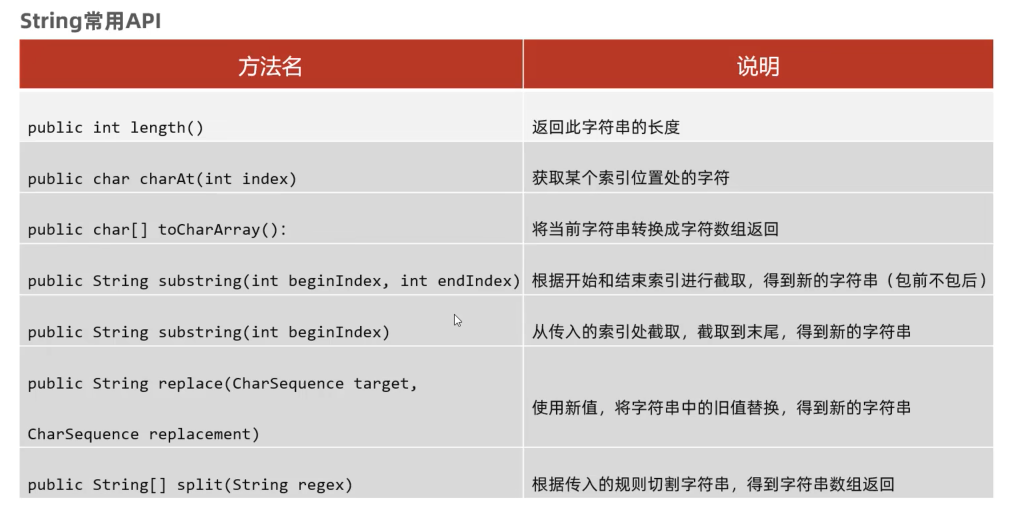 String常用API
方法名 说明
public int length() 返回此字符串的长度
public char charAt(int index) 获取某个索引位置处的字符
public char[] toCharArray(): 将当前字符串转换成字符数组返回
public String substring(int beginIndex, int endIndex) 根据开始和结束索引进行截取，得到新的字符串（包前不包后）
public String substring(int beginIndex) 从传入的索引处截取，截取到末尾，得到新的字符串
public String replace(CharSequence target,
CharSequence replacement) 使用新值，将字符串中的旧值替换，得到新的字符串
public String[] split(String regex) 根据传入的规则切割字符串，得到字符串数组返回